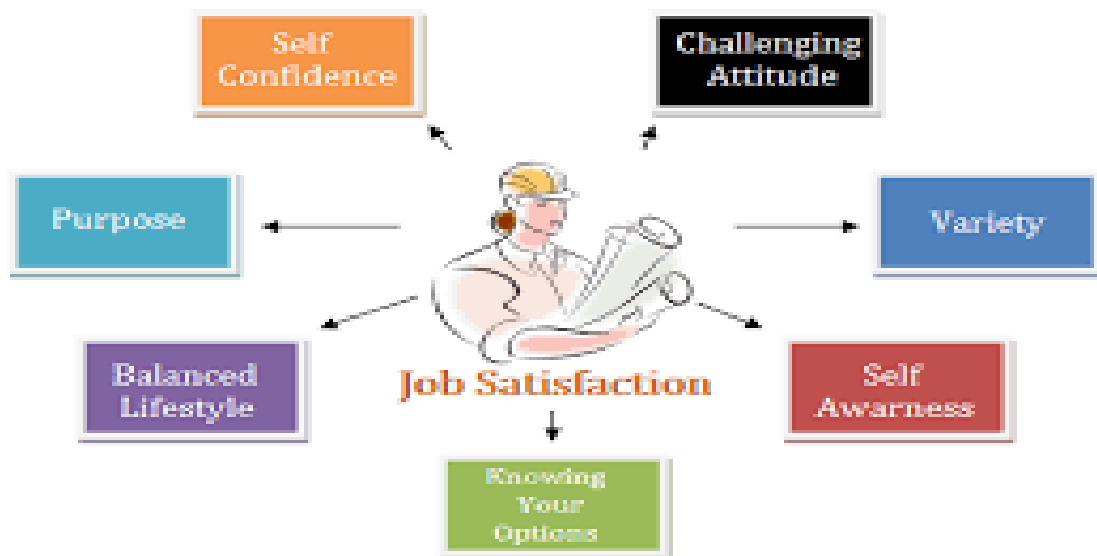 Self
Confidence
Challenging
Attitude
Purpose
Variety
Balanced
Lifestyle
Job Satisfaction
Self
Awarness
Knowing
Your
Options